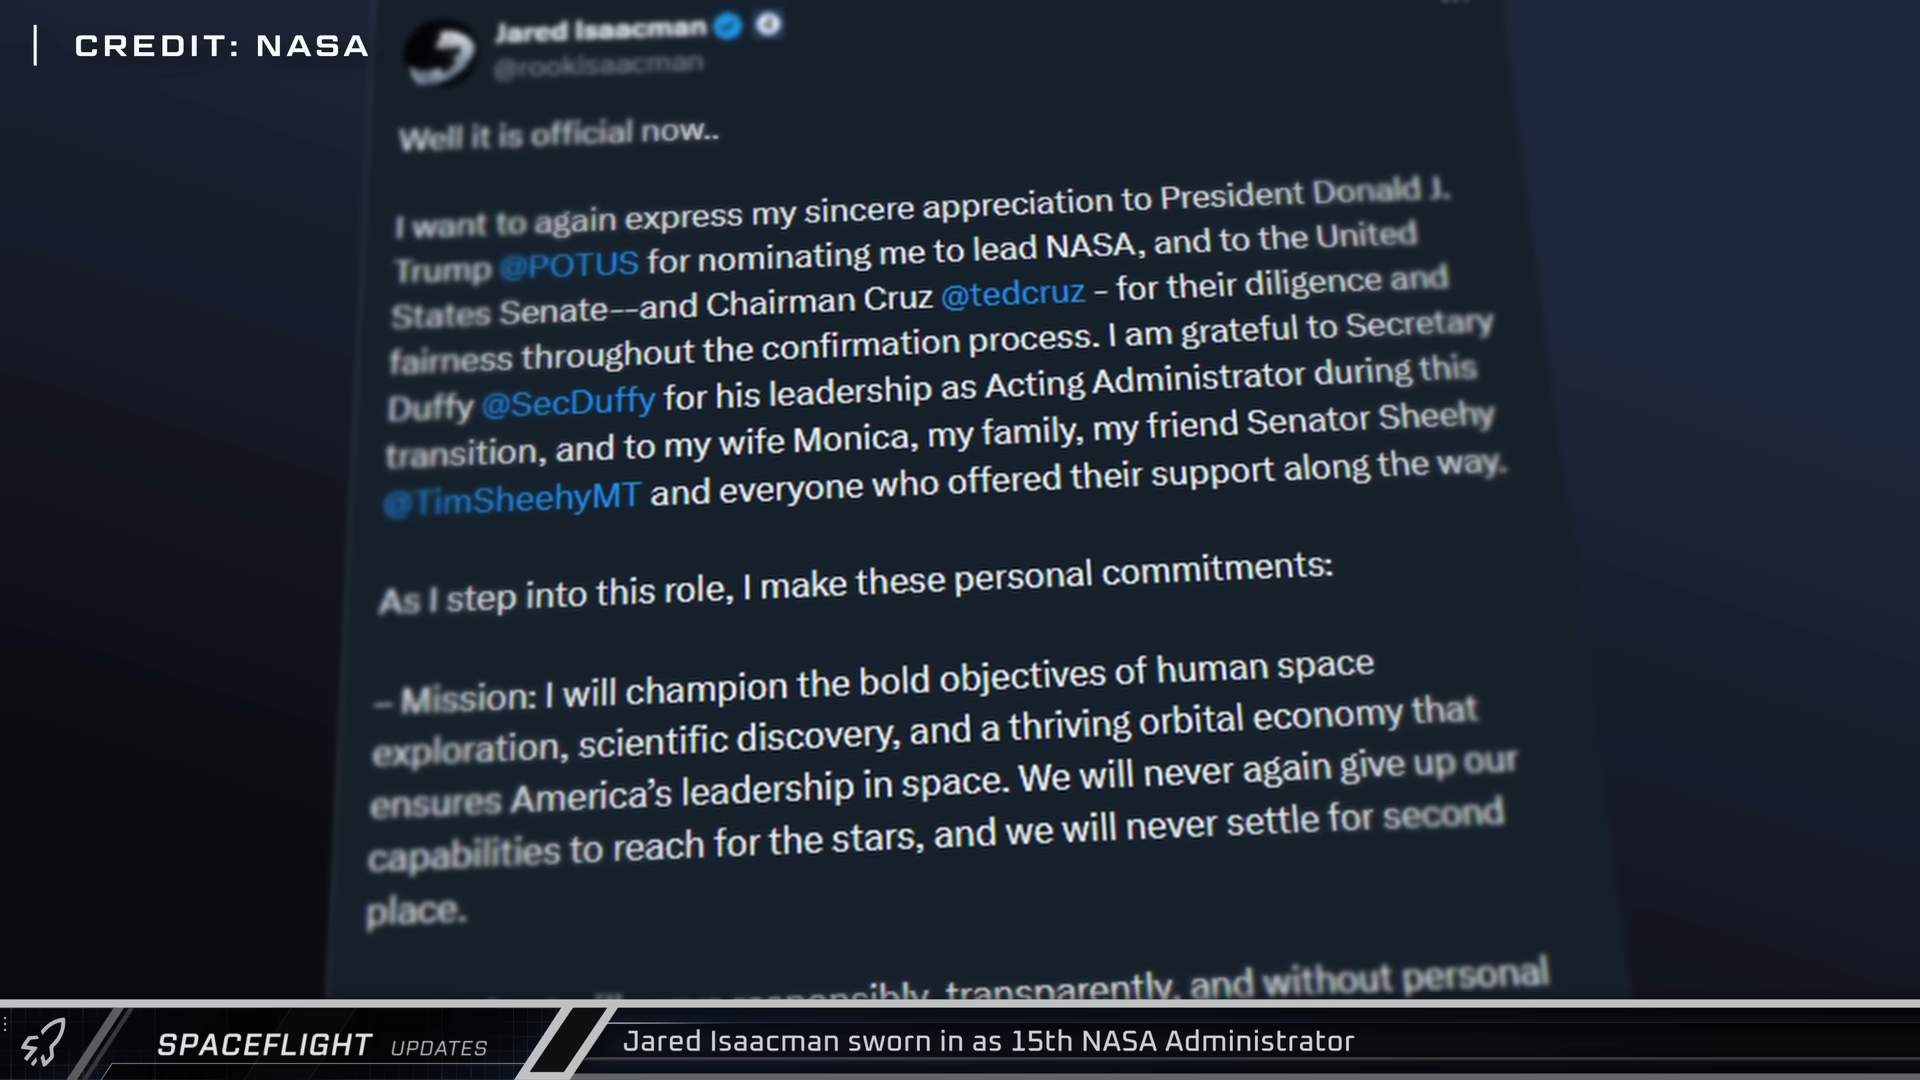 CREDIT: NASA
Jared Isaacman
@rookisaacman
Well it is official now..
I want to again express my sincere appreciation to President Donald J.
Trump @POTUS for nominating me to lead NASA, and to the United
States Senate--and Chairman Cruz @tedcruz - for their diligence and
fairness throughout the confirmation process. I am grateful to Secretary
Duffy @SecDuffy for his leadership as Acting Administrator during this
transition, and to my wife Monica, my family, my friend Senator Sheehy
@TimSheehyMT and everyone who offered their support along the way.
As I step into this role, I make these personal commitments:
– Mission: I will champion the bold objectives of human space
exploration, scientific discovery, and a thriving orbital economy that
ensures America’s leadership in space. We will never again give up our
capabilities to reach for the stars, and we will never settle for second
place.
responsibly, transparently, and without personal
SPACEFLIGHT UPDATES
Jared Isaacman sworn in as 15th NASA Administrator